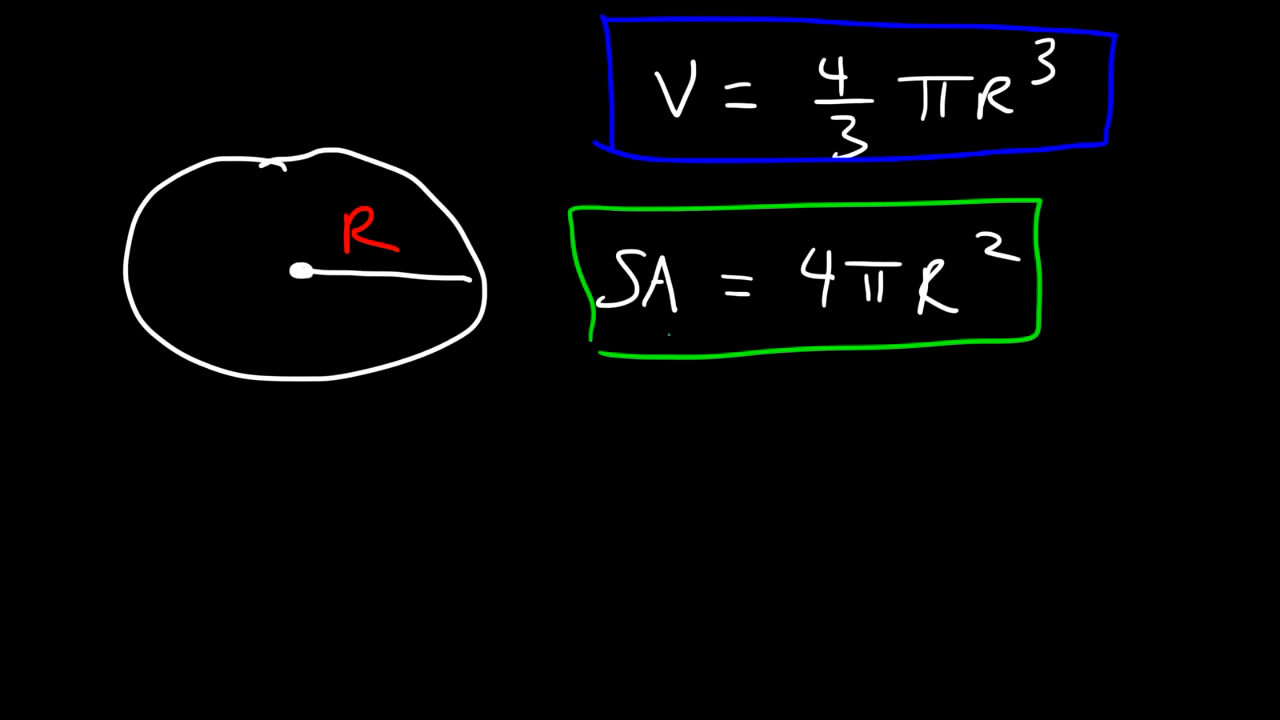 V = 4/3 πR³
R
SA = 4πR²